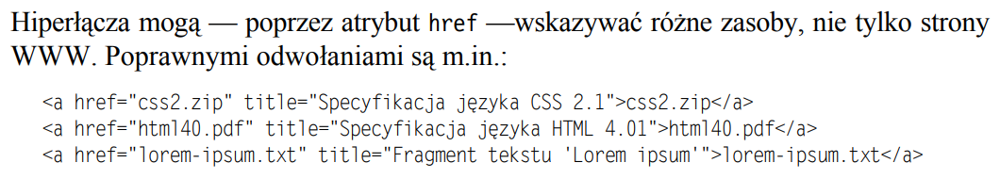 Hiperłącza mogą — poprzez atrybut href —wskazywać różne zasoby, nie tylko strony
WWW. Poprawnymi odwołaniami są m.in.:
<a href="css2.zip" title="Specyfikacja języka CSS 2.1">css2.zip</a>
<a href="html40.pdf" title="Specyfikacja języka HTML 4.01">html40.pdf</a>
<a href="lorem-ipsum.txt" title="Fragment tekstu 'Lorem ipsum'">lorem-ipsum.txt</a>